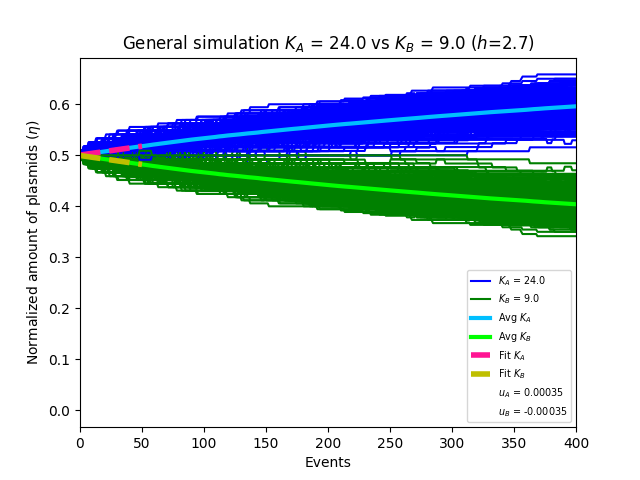 General simulation K_A = 24.0 vs K_B = 9.0 (h=2.7)
Normalized amount of plasmids (η)
0.6
0.5
0.4
0.3
0.2
0.1
0.0
K_A = 24.0
K_B = 9.0
Avg K_A
Avg K_B
Fit K_A
Fit K_B
u_A = 0.00035
u_B = -0.00035
0 50 100 150 200 250 300 350 400
Events